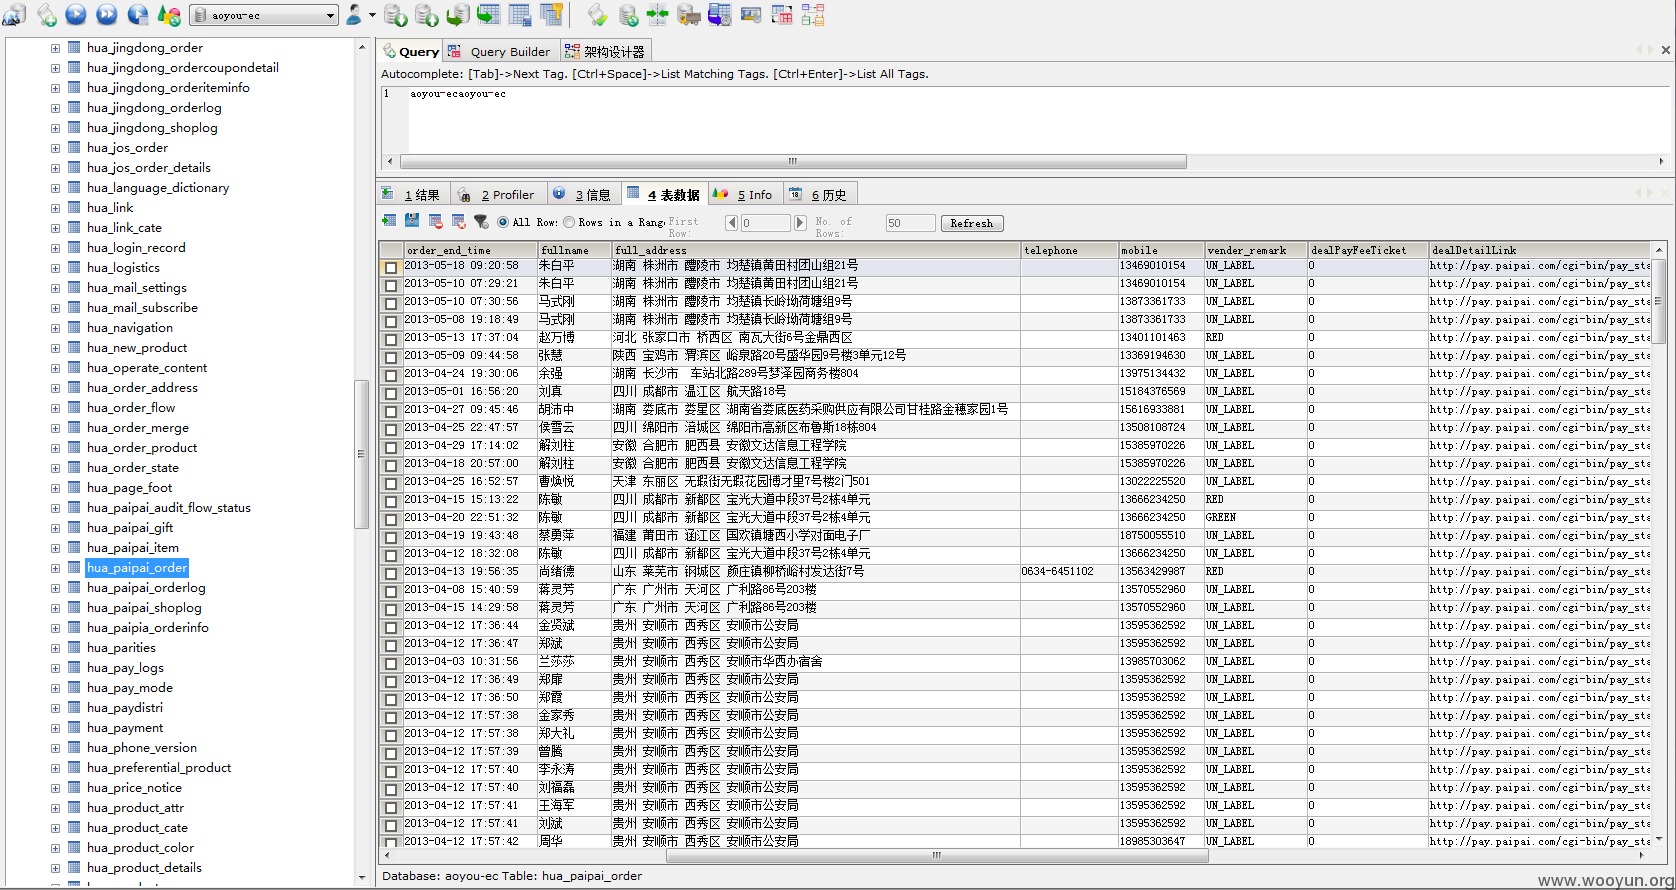 aoyou-ec
hua_jingdong_order
hua_jingdong_ordercoupondetail
hua_jingdong_orderiteminfo
hua_jingdong_orderlog
hua_jingdong_shoplog
hua_jos_order
hua_jos_order_details
hua_language_dictionary
hua_link
hua_link_cate
hua_login_record
hua_logistics
hua_mail_settings
hua_mail_subscribe
hua_navigation
hua_new_product
hua_operate_content
hua_order_address
hua_order_flow
hua_order_merge
hua_order_product
hua_order_state
hua_page_foot
hua_paipai_audit_flow_status
hua_paipai_gift
hua_paipai_item
hua_paipai_order
hua_paipai_orderlog
hua_paipai_shoplog
hua_paipia_orderinfo
hua_parities
hua_pay_logs
hua_pay_mode
hua_paydistri
hua_payment
hua_phone_version
hua_preferential_product
hua_price_notice
hua_product_attr
hua_product_cate
hua_product_color
hua_product_details
Query Query Builder 架构设计器
Autocomplete: [Tab]->Next Tag. [Ctrl+Space]->List Matching Tags. [Ctrl+Enter]->List All Tags.
1 aoyou-ecaoyou-ec
1 结果 2 Profiler 3 信息 4 表数据 5 Info 6 历史
All Row: Rows in a Rang First Row: 0 No. of Rows: 50 Refresh
order_end_time fullname full_address telephone mobile vender_remark dealPayFeeTicket dealDetailLink
2013-05-18 09:20:58 朱白平 湖南 株洲市 醴陵市 均楚镇黄田村团山组21号 13469010154 UN_LABEL 0 http://pay.paipai.com/cgi-bin/pay_sta
2013-05-10 07:29:21 朱白平 湖南 株洲市 醴陵市 均楚镇黄田村团山组21号 13469010154 UN_LABEL 0 http://pay.paipai.com/cgi-bin/pay_sta
2013-05-10 07:30:56 马式刚 湖南 株洲市 醴陵市 均楚镇长岭坳荷塘组9号 13873361733 UN_LABEL 0 http://pay.paipai.com/cgi-bin/pay_sta
2013-05-08 19:18:49 马式刚 湖南 株洲市 醴陵市 均楚镇长岭坳荷塘组9号 13873361733 UN_LABEL 0 http://pay.paipai.com/cgi-bin/pay_sta
2013-05-13 17:37:04 赵万博 河北 张家口市 桥西区 南瓦大街6号金鼎西区 13401101463 RED 0 http://pay.paipai.com/cgi-bin/pay_sta
2013-05-09 09:44:58 张慧 陕西 宝鸡市 渭滨区 峪泉路20号盛华园9号楼3单元12号 13369194630 UN_LABEL 0 http://pay.paipai.com/cgi-bin/pay_sta
2013-04-24 19:30:06 余强 湖南 长沙市 车站北路289号梦泽园商务楼804 13975134432 UN_LABEL 0 http://pay.paipai.com/cgi-bin/pay_sta
2013-05-01 16:56:20 刘真 四川 成都市 温江区 航天路18号 15184376569 UN_LABEL 0 http://pay.paipai.com/cgi-bin/pay_sta
2013-04-27 09:45:46 胡沛中 湖南 娄底市 娄星区 湖南省娄底医药采购供应有限公司甘桂路金穗家园1号 15616933881 UN_LABEL 0 http://pay.paipai.com/cgi-bin/pay_sta
2013-04-25 22:47:57 侯雪云 四川 绵阳市 涪城区 绵阳市高新区布鲁斯18栋804 13508108724 UN_LABEL 0 http://pay.paipai.com/cgi-bin/pay_sta
2013-04-29 17:14:02 解刘柱 安徽 合肥市 肥西县 安徽文达信息工程学院 15385970226 UN_LABEL 0 http://pay.paipai.com/cgi-bin/pay_sta
2013-04-18 20:57:00 解刘柱 安徽 合肥市 肥西县 安徽文达信息工程学院 15385970226 UN_LABEL 0 http://pay.paipai.com/cgi-bin/pay_sta
2013-04-25 16:52:57 曹焕悦 天津 东丽区 无瑕街无瑕花园博才里7号楼2门501 13022225520 UN_LABEL 0 http://pay.paipai.com/cgi-bin/pay_sta
2013-04-15 15:13:22 陈敏 四川 成都市 新都区 宝光大道中段37号2栋4单元 13666234250 RED 0 http://pay.paipai.com/cgi-bin/pay_sta
2013-04-20 22:51:32 陈敏 四川 成都市 新都区 宝光大道中段37号2栋4单元 13666234250 GREEN 0 http://pay.paipai.com/cgi-bin/pay_sta
2013-04-19 19:43:48 蔡勇萍 福建 莆田市 涵江区 国欢镇塘西小学对面电子厂 18750055510 UN_LABEL 0 http://pay.paipai.com/cgi-bin/pay_sta
2013-04-12 18:32:08 陈敏 四川 成都市 新都区 宝光大道中段37号2栋4单元 13666234250 UN_LABEL 0 http://pay.paipai.com/cgi-bin/pay_sta
2013-04-13 19:56:35 尚绪德 山东 莱芜市 钢城区 颜庄镇柳桥峪村发达街7号 0634-6451102 13563429987 RED 0 http://pay.paipai.com/cgi-bin/pay_sta
2013-04-08 15:40:59 蒋灵芳 广东 广州市 天河区 广利路86号203楼 13570552960 UN_LABEL 0 http://pay.paipai.com/cgi-bin/pay_sta
2013-04-15 14:29:58 蒋灵芳 广东 广州市 天河区 广利路86号203楼 13570552960 UN_LABEL 0 http://pay.paipai.com/cgi-bin/pay_sta
2013-04-12 17:36:44 金贤斌 贵州 安顺市 西秀区 安顺市公安局 13595362592 UN_LABEL 0 http://pay.paipai.com/cgi-bin/pay_sta
2013-04-12 17:36:47 郑斌 贵州 安顺市 西秀区 安顺市公安局 13595362592 UN_LABEL 0 http://pay.paipai.com/cgi-bin/pay_sta
2013-04-03 10:31:56 兰莎莎 贵州 安顺市 西秀区 安顺市华西办宿舍 13985703062 UN_LABEL 0 http://pay.paipai.com/cgi-bin/pay_sta
2013-04-12 17:36:49 郑 贵州 安顺市 西秀区 安顺市公安局 13595362592 UN_LABEL 0 http://pay.paipai.com/cgi-bin/pay_sta
2013-04-12 17:36:50 郑霞 贵州 安顺市 西秀区 安顺市公安局 13595362592 UN_LABEL 0 http://pay.paipai.com/cgi-bin/pay_sta
2013-04-12 17:57:38 金家秀 贵州 安顺市 西秀区 安顺市公安局 13595362592 UN_LABEL 0 http://pay.paipai.com/cgi-bin/pay_sta
2013-04-12 17:57:38 郑大礼 贵州 安顺市 西秀区 安顺市公安局 13595362592 UN_LABEL 0 http://pay.paipai.com/cgi-bin/pay_sta
2013-04-12 17:57:39 曾腾 贵州 安顺市 西秀区 安顺市公安局 13595362592 UN_LABEL 0 http://pay.paipai.com/cgi-bin/pay_sta
2013-04-12 17:57:40 李永涛 贵州 安顺市 西秀区 安顺市公安局 13595362592 UN_LABEL 0 http://pay.paipai.com/cgi-bin/pay_sta
2013-04-12 17:57:40 刘福磊 贵州 安顺市 西秀区 安顺市公安局 13595362592 UN_LABEL 0 http://pay.paipai.com/cgi-bin/pay_sta
2013-04-12 17:57:41 王海军 贵州 安顺市 西秀区 安顺市公安局 13595362592 UN_LABEL 0 http://pay.paipai.com/cgi-bin/pay_sta
2013-04-12 17:57:41 刘斌 贵州 安顺市 西秀区 安顺市公安局 13595362592 UN_LABEL 0 http://pay.paipai.com/cgi-bin/pay_sta
2013-04-12 17:57:42 周华 贵州 安顺市 西秀区 安顺市公安局 18985303647 UN_LABEL 0 http://pay.paipai.com/cgi-bin/pay_sta
Database: aoyou-ec Table: hua_paipai_order
www.wooyun.org